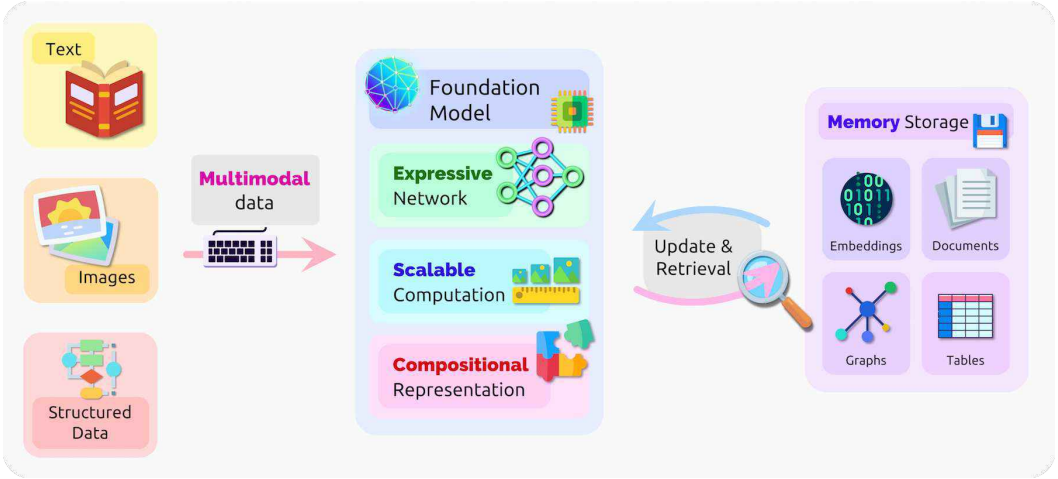 Text
Images
Structured
Data
Multimodal
data
Foundation
Model
Expressive
Network
Scalable
Computation
Compositional
Representation
Update &
Retrieval
Memory Storage
Embeddings
Documents
Graphs
Tables